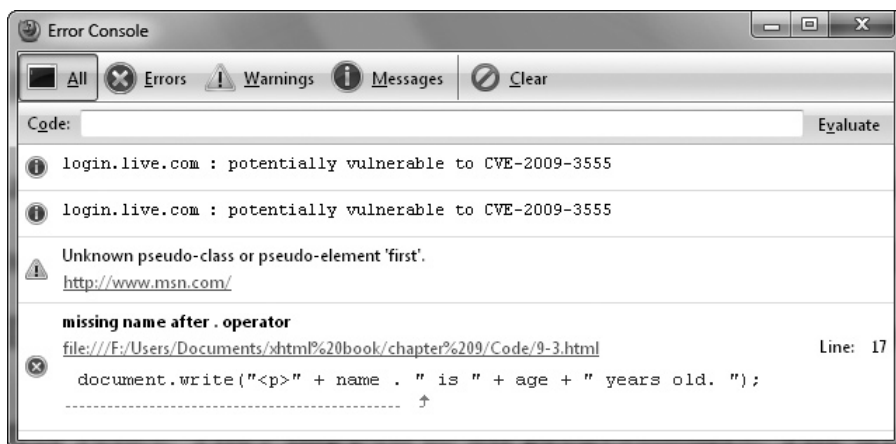 Error Console
All Errors Warnings Messages Clear
Code: Evaluate
login.live.com : potentially vulnerable to CVE-2009-3555
login.live.com : potentially vulnerable to CVE-2009-3555
Unknown pseudo-class or pseudo-element 'first'.
http://www.msn.com/
missing name after . operator
file:///F:/Users/Documents/xhtml%20book/chapter%209/Code/9-3.html Line: 17
document.write("<p>" + name . " is " + age + " years old. ");